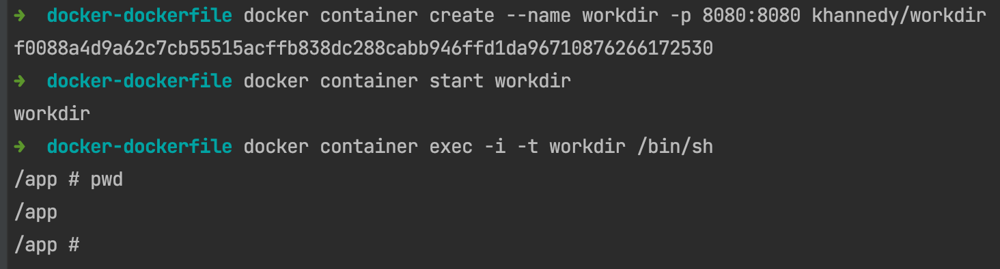 ➜ docker-dockerfile docker container create --name workdir -p 8080:8080 khannedy/workdir
f0088a4d9a62c7cb55515acffb838dc288cabb946ffd1da96710876266172530
➜ docker-dockerfile docker container start workdir
workdir
➜ docker-dockerfile docker container exec -i -t workdir /bin/sh
/app # pwd
/app
/app #